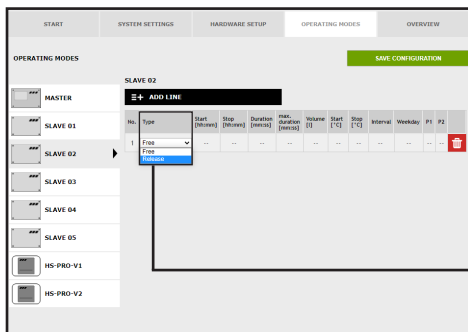 START SYSTEM SETTINGS HARDWARE SETUP OPERATING MODES OVERVIEW
OPERATING MODES SAVE CONFIGURATION
SLAVE 02
ADD LINE
MASTER
SLAVE 01
SLAVE 02
SLAVE 03
SLAVE 04
SLAVE 05
HS-PRO-V1
HS-PRO-V2
No. Type Start [hh:mm] Stop [hh:mm] Duration [mm:ss] max. duration [mm:ss] Volume [l] Start [°C] Stop [°C] Interval Weekday P1 P2
1 Free -- -- -- -- -- -- -- -- -- -- --
Free
Release